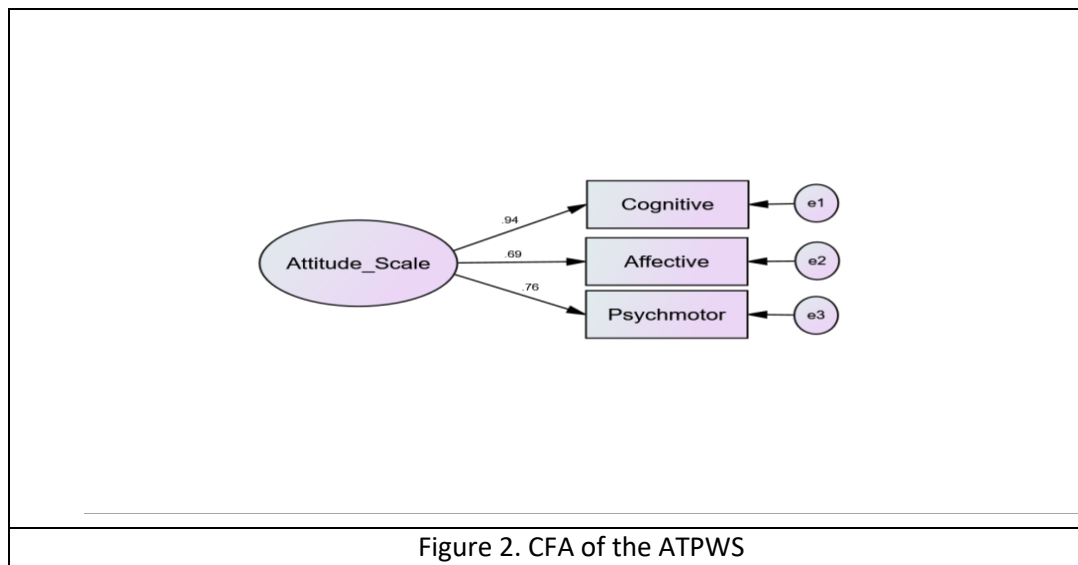 .94
Cognitive
e1
Attitude_Scale
.69
Affective
e2
.76
Psychmotor
e3
Figure 2. CFA of the ATPWS